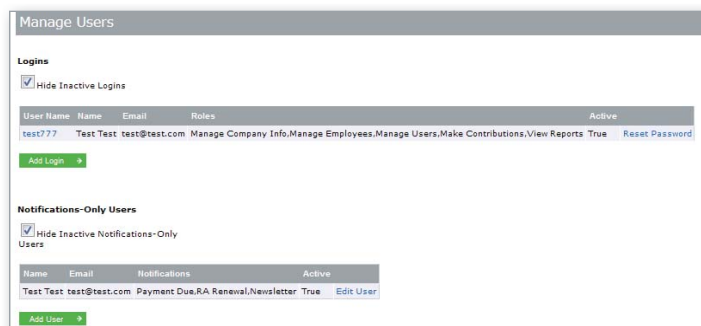 Manage Users
Logins
Hide Inactive Logins
User Name Name Email Roles Active
test777 Test Test test@test.com Manage Company Info,Manage Employees,Manage Users,Make Contributions,View Reports True Reset Password
Add Login
Notifications-Only Users
Hide Inactive Notifications-Only
Users
Name Email Notifications Active
Test Test test@test.com Payment Due,RA Renewal,Newsletter True Edit User
Add User